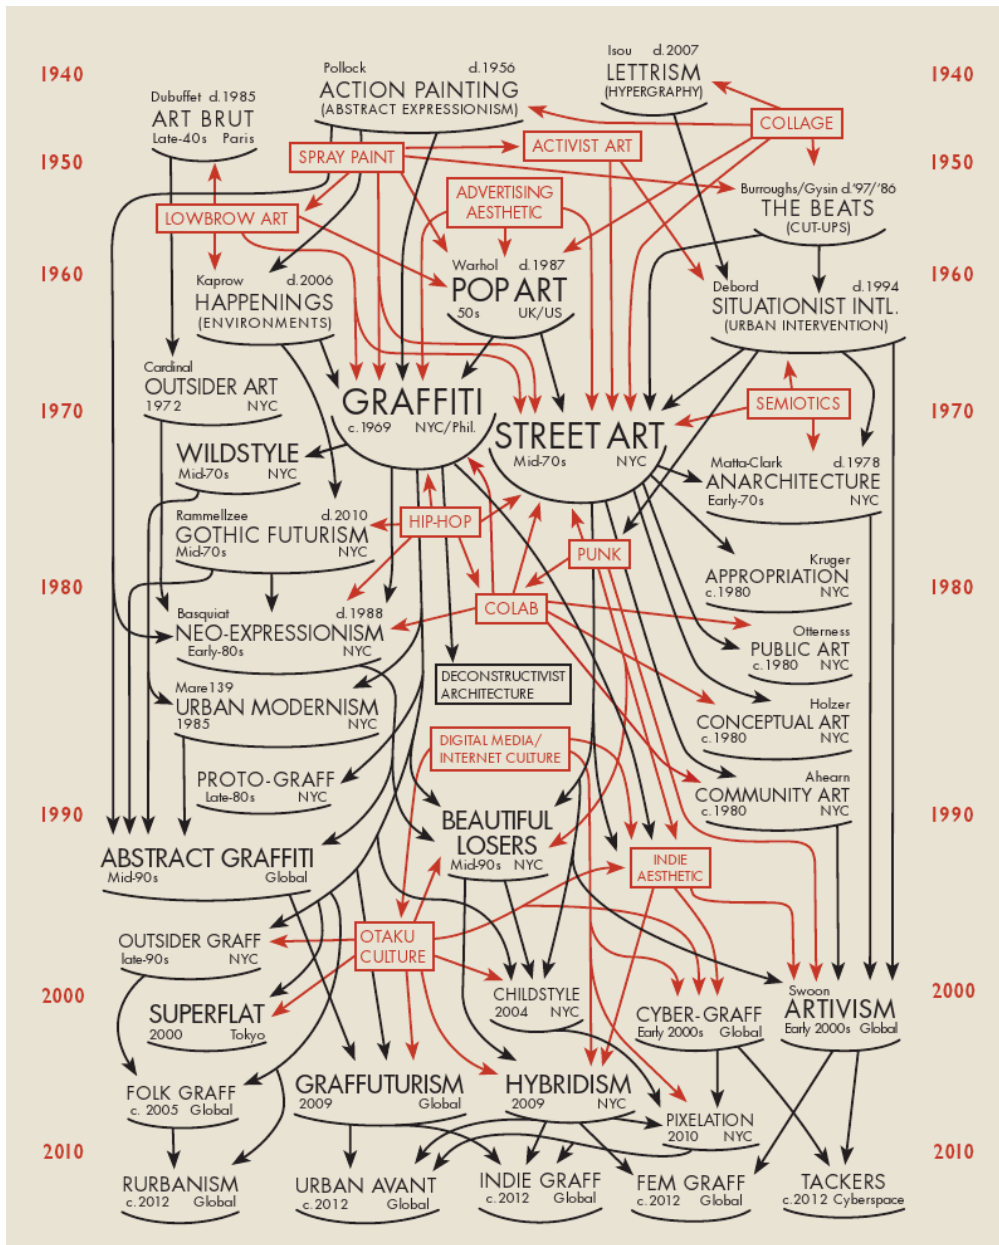 Isou d.2007
1940 LETTRISM 1940
(HYPERGRAPHY)
Pollock d.1956
ACTION PAINTING
(ABSTRACT EXPRESSIONISM)
Dubuffet d.1985
ART BRUT
Late-40s Paris
COLLAGE
1950 SPRAY PAINT ACTIVIST ART 1950
ADVERTISING
AESTHETIC
Burroughs/Gysin d.'97/'86
THE BEATS
(CUT-UPS)
LOWBROW ART
1960 1960
Kaprow d.2006
HAPPENINGS
(ENVIRONMENTS)
Warhol d.1987
POP ART
50s UK/US
Debord d.1994
SITUATIONIST INTL.
(URBAN INTERVENTION)
Cardinal
OUTSIDER ART
1972 NYC
1970 1970
GRAFFITI
c.1969 NYC/Phil.
SEMIOTICS
STREET ART
Mid-70s NYC
WILDSTYLE
Mid-70s NYC
Matta-Clark d.1978
ANARCHITECTURE
Early-70s NYC
Rammellzee d.2010
GOTHIC FUTURISM
Mid-70s NYC
HIP-HOP
PUNK
Kruger
APPROPRIATION
c.1980 NYC
1980 1980
COLAB
Basquiat d.1988
NEO-EXPRESSIONISM
Early-80s NYC
Otterness
PUBLIC ART
c.1980 NYC
DECONSTRUCTIVIST
ARCHITECTURE
Mare139
URBAN MODERNISM
1985 NYC
Holzer
CONCEPTUAL ART
c.1980 NYC
DIGITAL MEDIA/
INTERNET CULTURE
PROTO-GRAFF
Late-80s NYC
Ahearn
COMMUNITY ART
c.1980 NYC
1990 1990
BEAUTIFUL
LOSERS
Mid-90s NYC
ABSTRACT GRAFFITI
Mid-90s Global
INDIE
AESTHETIC
OUTSIDER GRAFF
late-90s NYC
OTAKU
CULTURE
2000 2000
CHILDSTYLE
2004 NYC
Swoon
ARTIVISM
Early 2000s Global
SUPERFLAT
2000 Tokyo
CYBER-GRAFF
Early 2000s Global
FOLK GRAFF
c. 2005 Global
GRAFFUTURISM
2009 Global
HYBRIDISM
2009 NYC
PIXELATION
2010 NYC
2010 2010
RURBANISM
c.2012 Global
URBAN AVANT
c.2012 Global
INDIE GRAFF
c.2012 Global
FEM GRAFF
c.2012 Global
TACKERS
c.2012 Cyberspace